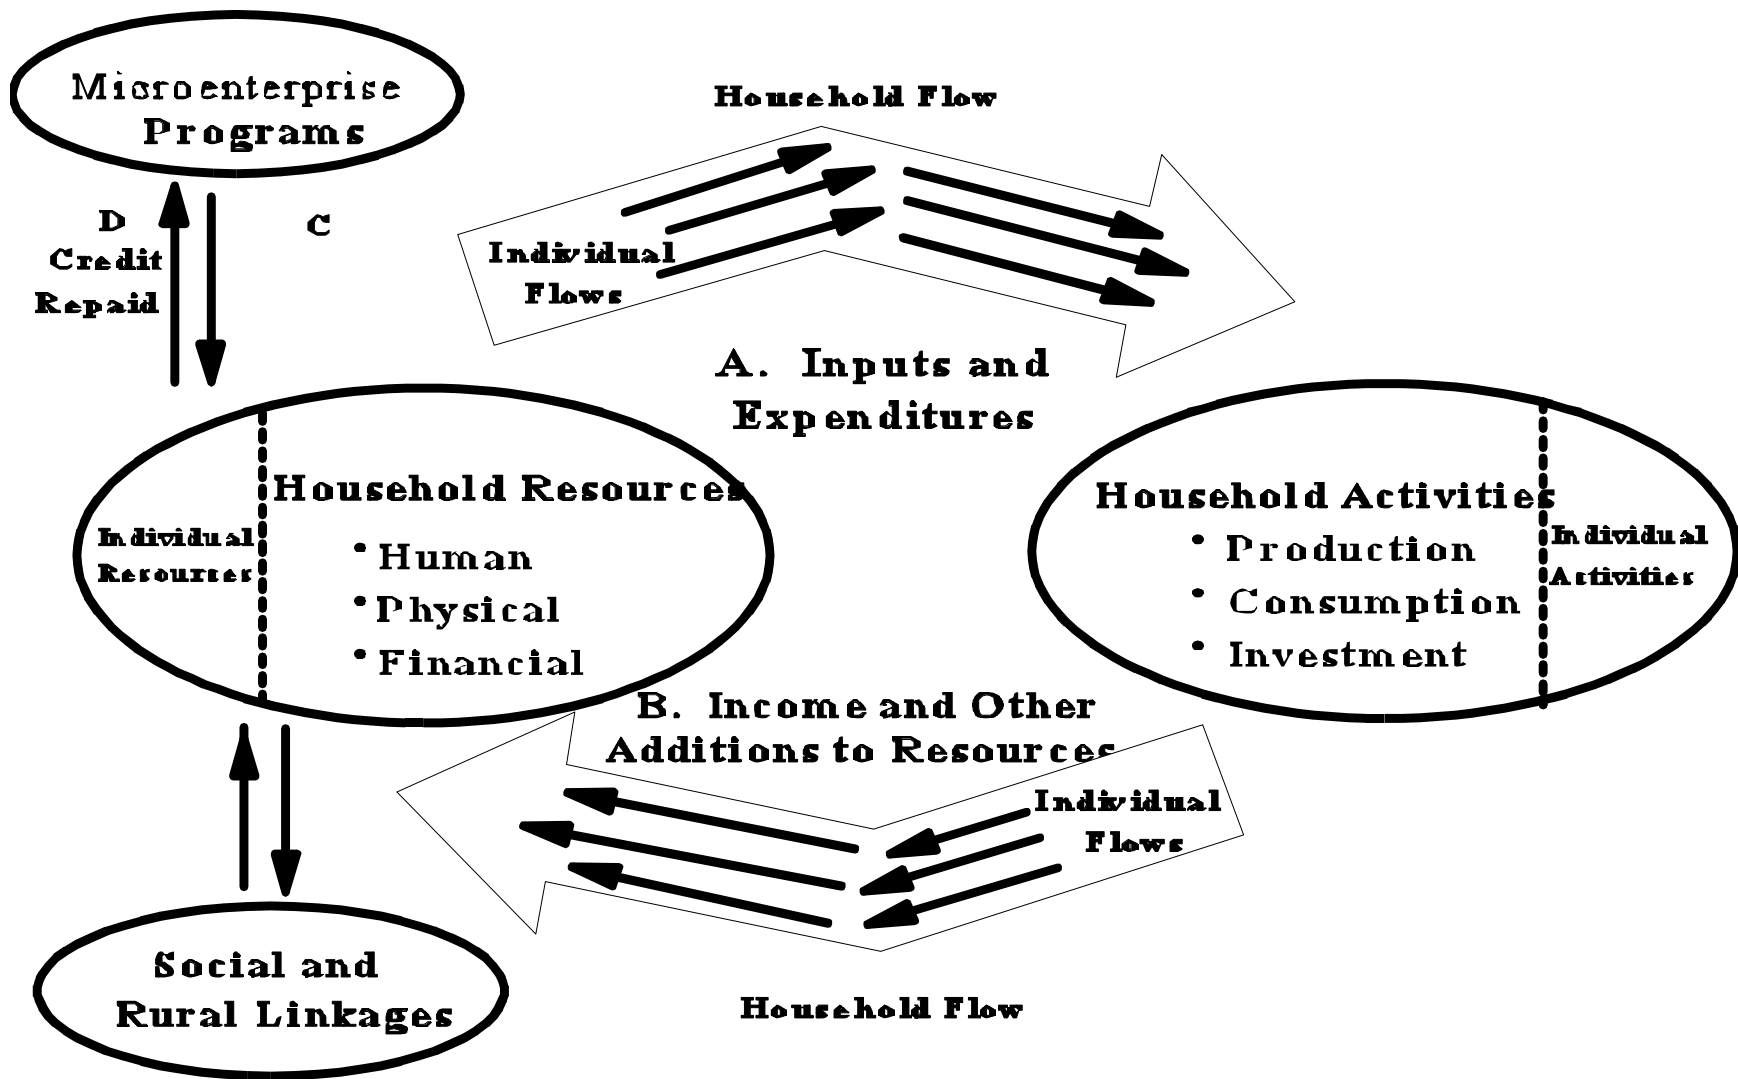 Microenterprise
Programs
Household Flow
D
C
Credit
Repaid
Individual
Flows
A. Inputs and
Expenditures
Household Resources
Individual
Resources
• Human
• Physical
• Financial
Household Activities
• Production
• Consumption
• Investment
Individual
Activities
B. Income and Other
Additions to Resources
Individual
Flows
Social and
Rural Linkages
Household Flow